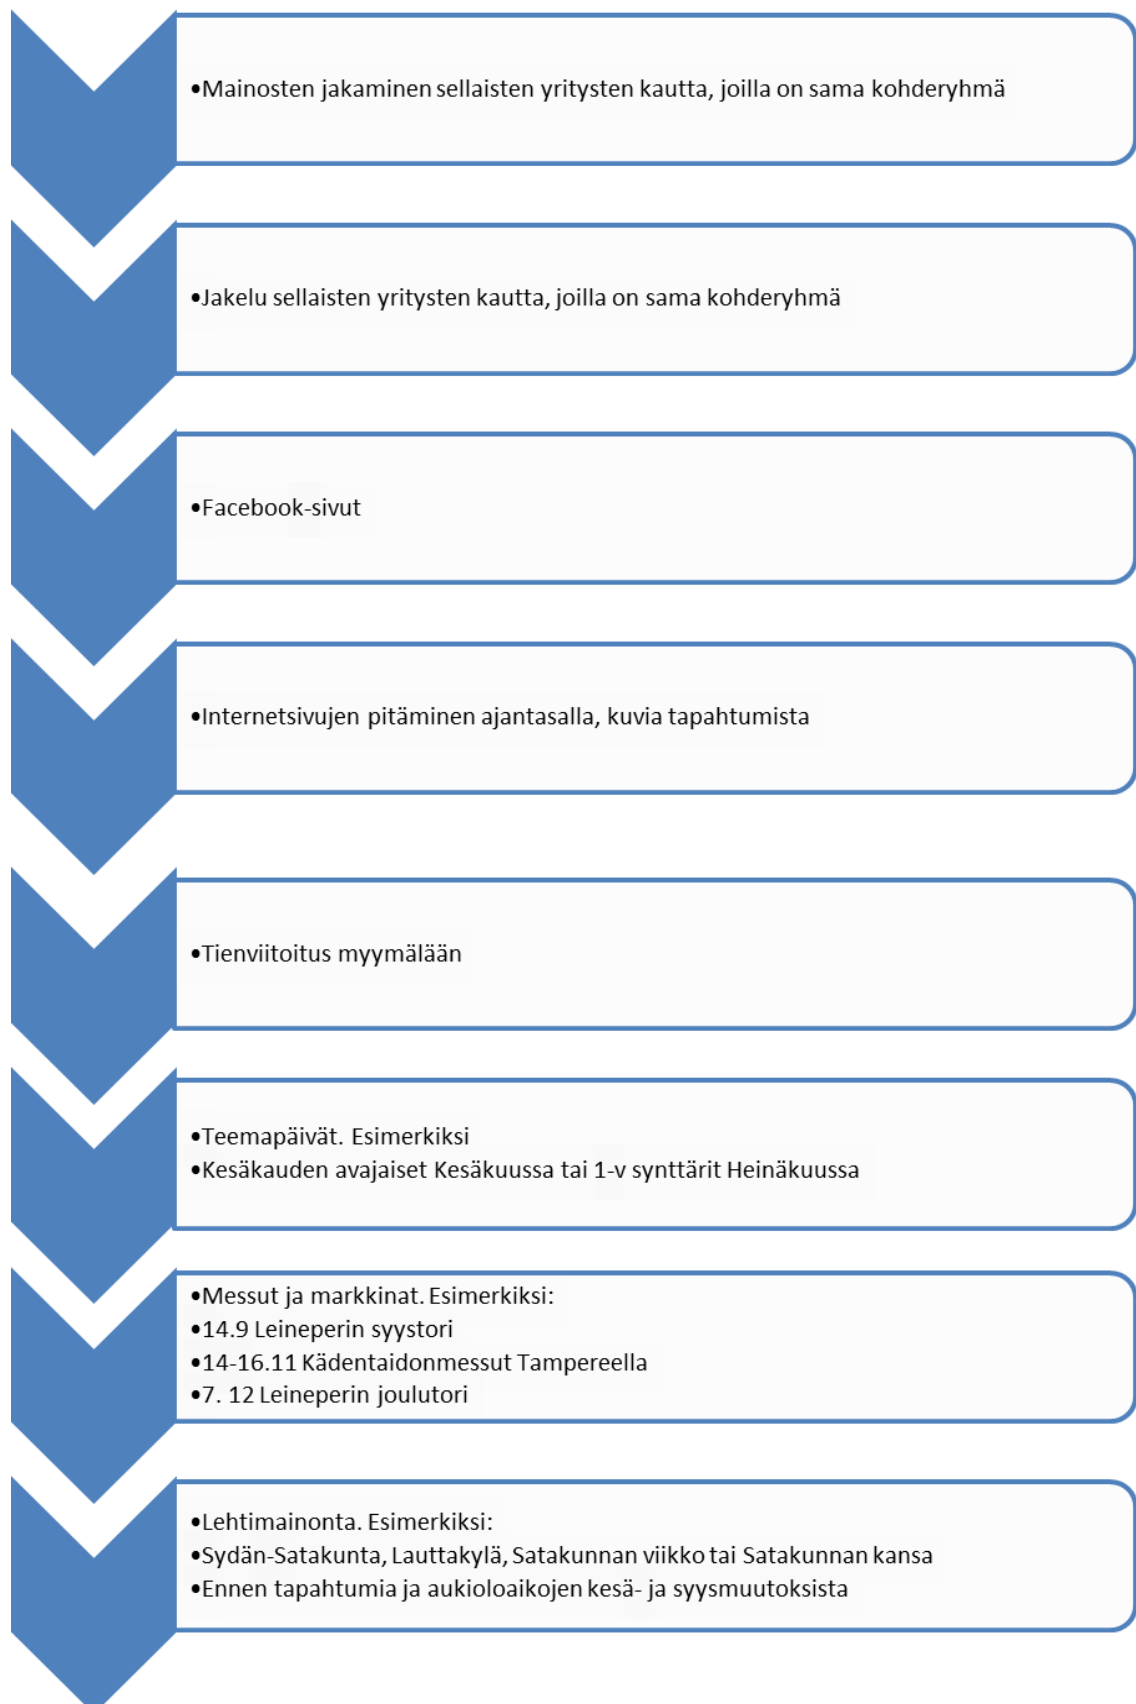 •Mainosten jakaminen sellaisten yritysten kautta, joilla on sama kohderyhmä
•Jakelu sellaisten yritysten kautta, joilla on sama kohderyhmä
•Facebook-sivut
•Internetsivujen pitäminen ajantasalla, kuvia tapahtumista
•Tienviitoitus myymälään
•Teemapäivät. Esimerkiksi
•Kesäkauden avajaiset Kesäkuussa tai 1-v synttärit Heinäkuussa
•Messut ja markkinat. Esimerkiksi:
•14.9 Leineperin syystori
•14-16.11 Kädentaidonmessut Tampereella
•7. 12 Leineperin joulutori
•Lehtimainonta. Esimerkiksi:
•Sydän-Satakunta, Lauttakylä, Satakunnan viikko tai Satakunnan kansa
•Ennen tapahtumia ja aukioloaikojen kesä- ja syysmuutoksista